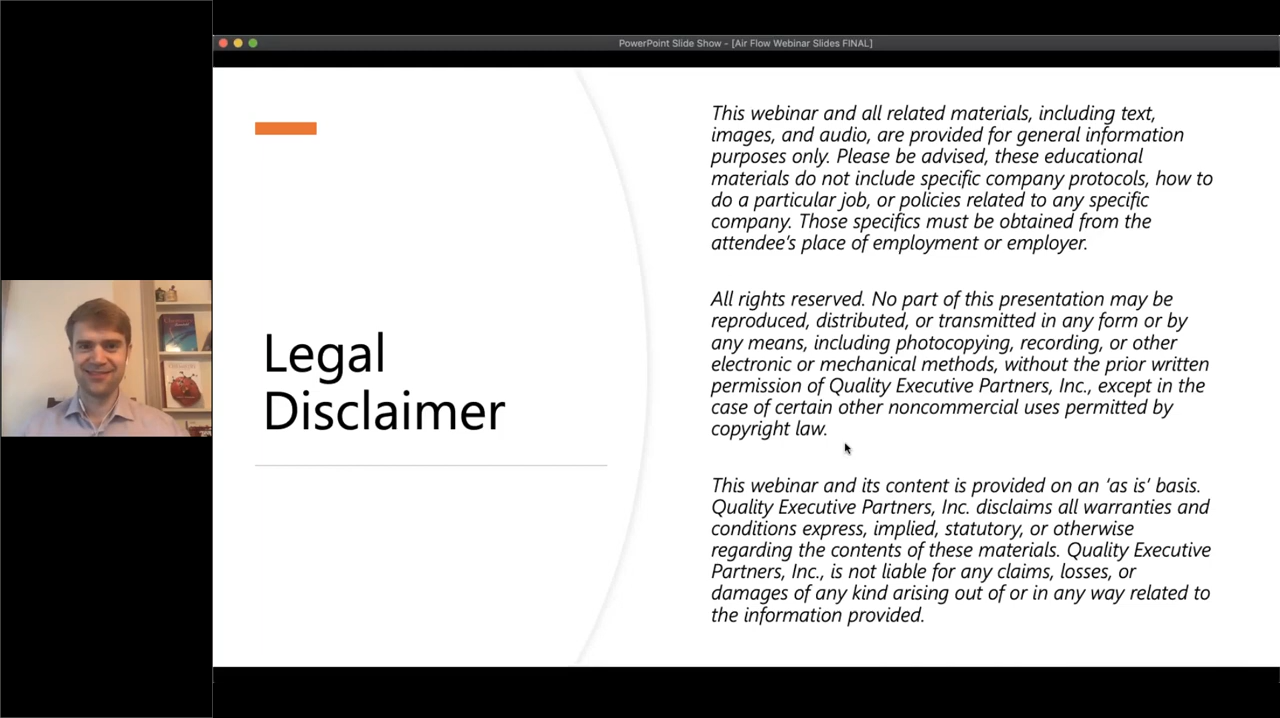 PowerPoint Slide Show - [Air Flow Webinar Slides FINAL]
Legal
Disclaimer
This webinar and all related materials, including text,
images, and audio, are provided for general information
purposes only. Please be advised, these educational
materials do not include specific company protocols, how to
do a particular job, or policies related to any specific
company. Those specifics must be obtained from the
attendee’s place of employment or employer.
All rights reserved. No part of this presentation may be
reproduced, distributed, or transmitted in any form or by
any means, including photocopying, recording, or other
electronic or mechanical methods, without the prior written
permission of Quality Executive Partners, Inc., except in the
case of certain other noncommercial uses permitted by
copyright law.
This webinar and its content is provided on an ‘as is’ basis.
Quality Executive Partners, Inc. disclaims all warranties and
conditions express, implied, statutory, or otherwise
regarding the contents of these materials. Quality Executive
Partners, Inc., is not liable for any claims, losses, or
damages of any kind arising out of or in any way related to
the information provided.